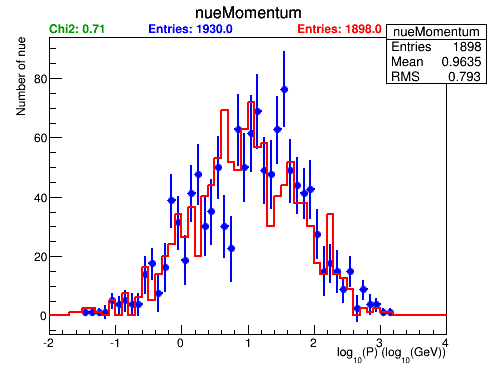 nueMomentum
Chi2: 0.71 Entries: 1930.0 Entries: 1898.0
nueMomentum
Entries 1898
Mean 0.9635
RMS 0.793
Number of nue
80
60
40
20
0
-2 -1 0 1 2 3 4
log10(P) (log10(GeV))